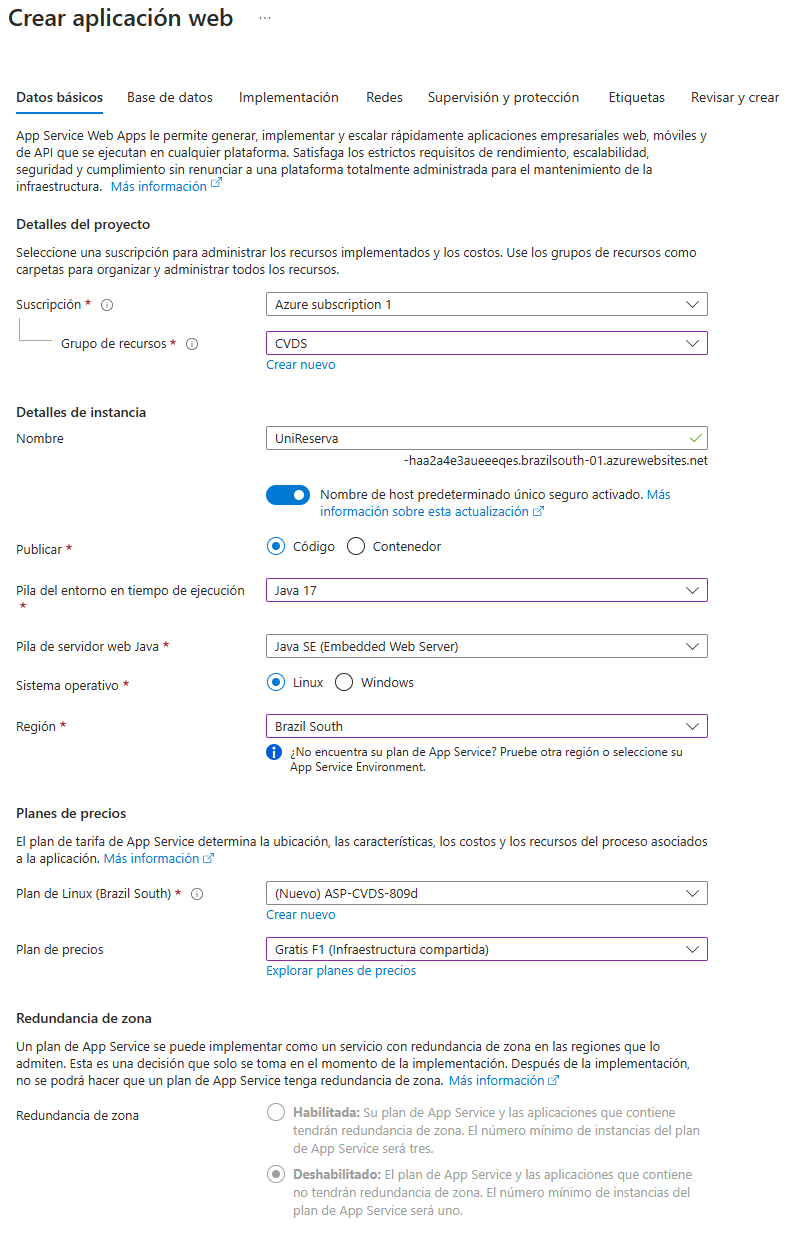 Crear aplicación web ...
Datos básicos Base de datos Implementación Redes Supervisión y protección Etiquetas Revisar y crear
App Service Web Apps le permite generar, implementar y escalar rápidamente aplicaciones empresariales web, móviles y
de API que se ejecutan en cualquier plataforma. Satisfaga los estrictos requisitos de rendimiento, escalabilidad,
seguridad y cumplimiento sin renunciar a una plataforma totalmente administrada para el mantenimiento de la
infraestructura. Más información
Detalles del proyecto
Seleccione una suscripción para administrar los recursos implementados y los costos. Use los grupos de recursos como
carpetas para organizar y administrar todos los recursos.
Suscripción * Azure subscription 1
Grupo de recursos * CVDS
Crear nuevo
Detalles de instancia
Nombre UniReserva
-haa2a4e3aueeeqes.brazilsouth-01.azurewebsites.net
Nombre de host predeterminado único seguro activado. Más
información sobre esta actualización
Publicar * Código Contenedor
Pila del entorno en tiempo de ejecución Java 17
*
Pila de servidor web Java * Java SE (Embedded Web Server)
Sistema operativo * Linux Windows
Región * Brazil South
¿No encuentra su plan de App Service? Pruebe otra región o seleccione su
App Service Environment.
Planes de precios
El plan de tarifa de App Service determina la ubicación, las características, los costos y los recursos del proceso asociados
a la aplicación. Más información
Plan de Linux (Brazil South) * (Nuevo) ASP-CVDS-809d
Crear nuevo
Plan de precios Gratis F1 (Infraestructura compartida)
Explorar planes de precios
Redundancia de zona
Un plan de App Service se puede implementar como un servicio con redundancia de zona en las regiones que lo
admiten. Esta es una decisión que solo se toma en el momento de la implementación. Después de la implementación,
no se podrá hacer que un plan de App Service tenga redundancia de zona. Más información
Redundancia de zona Habilitada: Su plan de App Service y las aplicaciones que contiene
tendrán redundancia de zona. El número mínimo de instancias del plan
de App Service será tres.
Deshabilitado: El plan de App Service y las aplicaciones que contiene
no tendrán redundancia de zona. El número mínimo de instancias del
plan de App Service será uno.